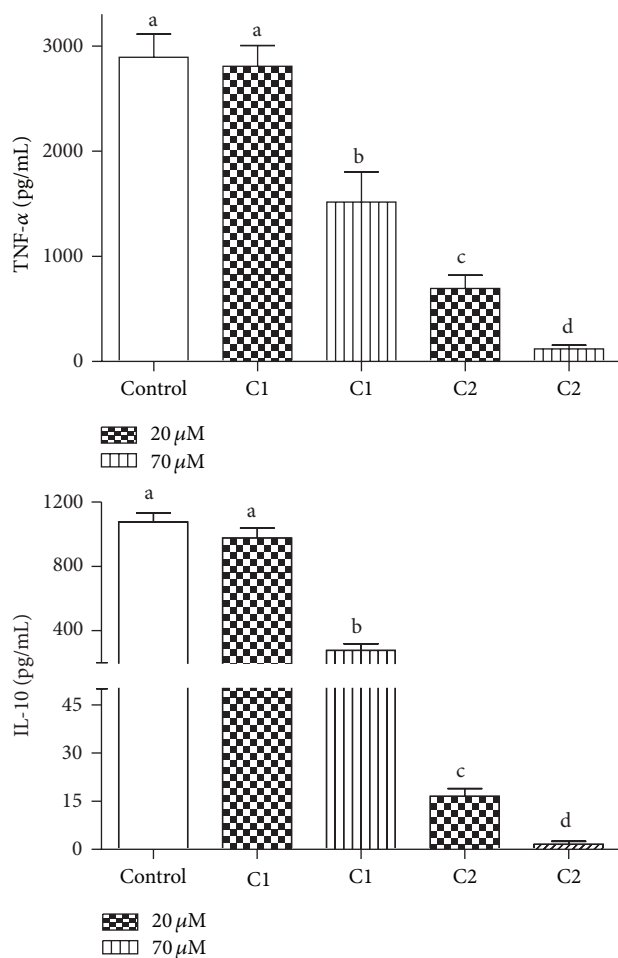 TNF-α (pg/mL)
3000
2000
1000
0
a
a
b
c
d
Control
C1
C1
C2
C2
20 μM
70 μM
IL-10 (pg/mL)
1200
800
400
45
30
15
0
a
a
b
c
d
Control
C1
C1
C2
C2
20 μM
70 μM